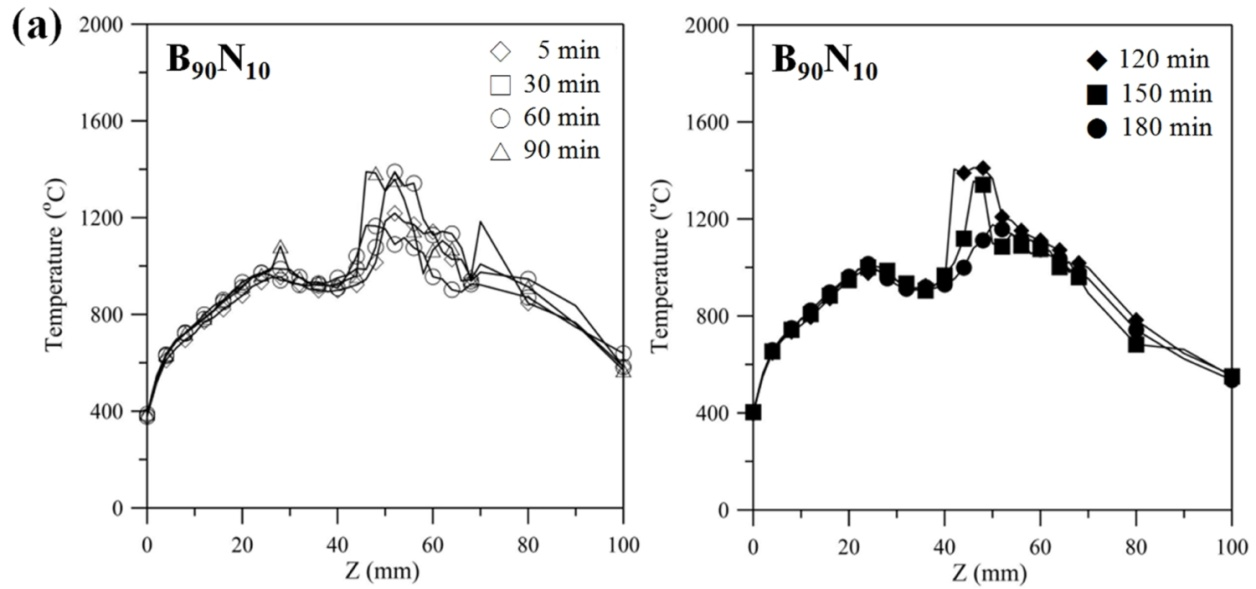 (a)
B₉₀N₁₀
5 min
30 min
60 min
90 min
2000
1600
1200
800
400
0
Temperature (°C)
0 20 40 60 80 100
Z (mm)
B₉₀N₁₀
120 min
150 min
180 min
2000
1600
1200
800
400
0
Temperature (°C)
0 20 40 60 80 100
Z (mm)